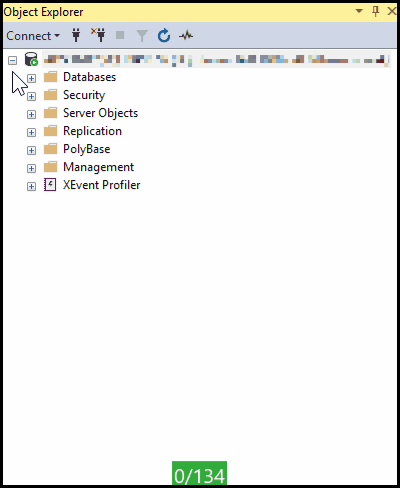 Object Explorer
Connect
Databases
Security
Server Objects
Replication
PolyBase
Management
XEvent Profiler
0/134